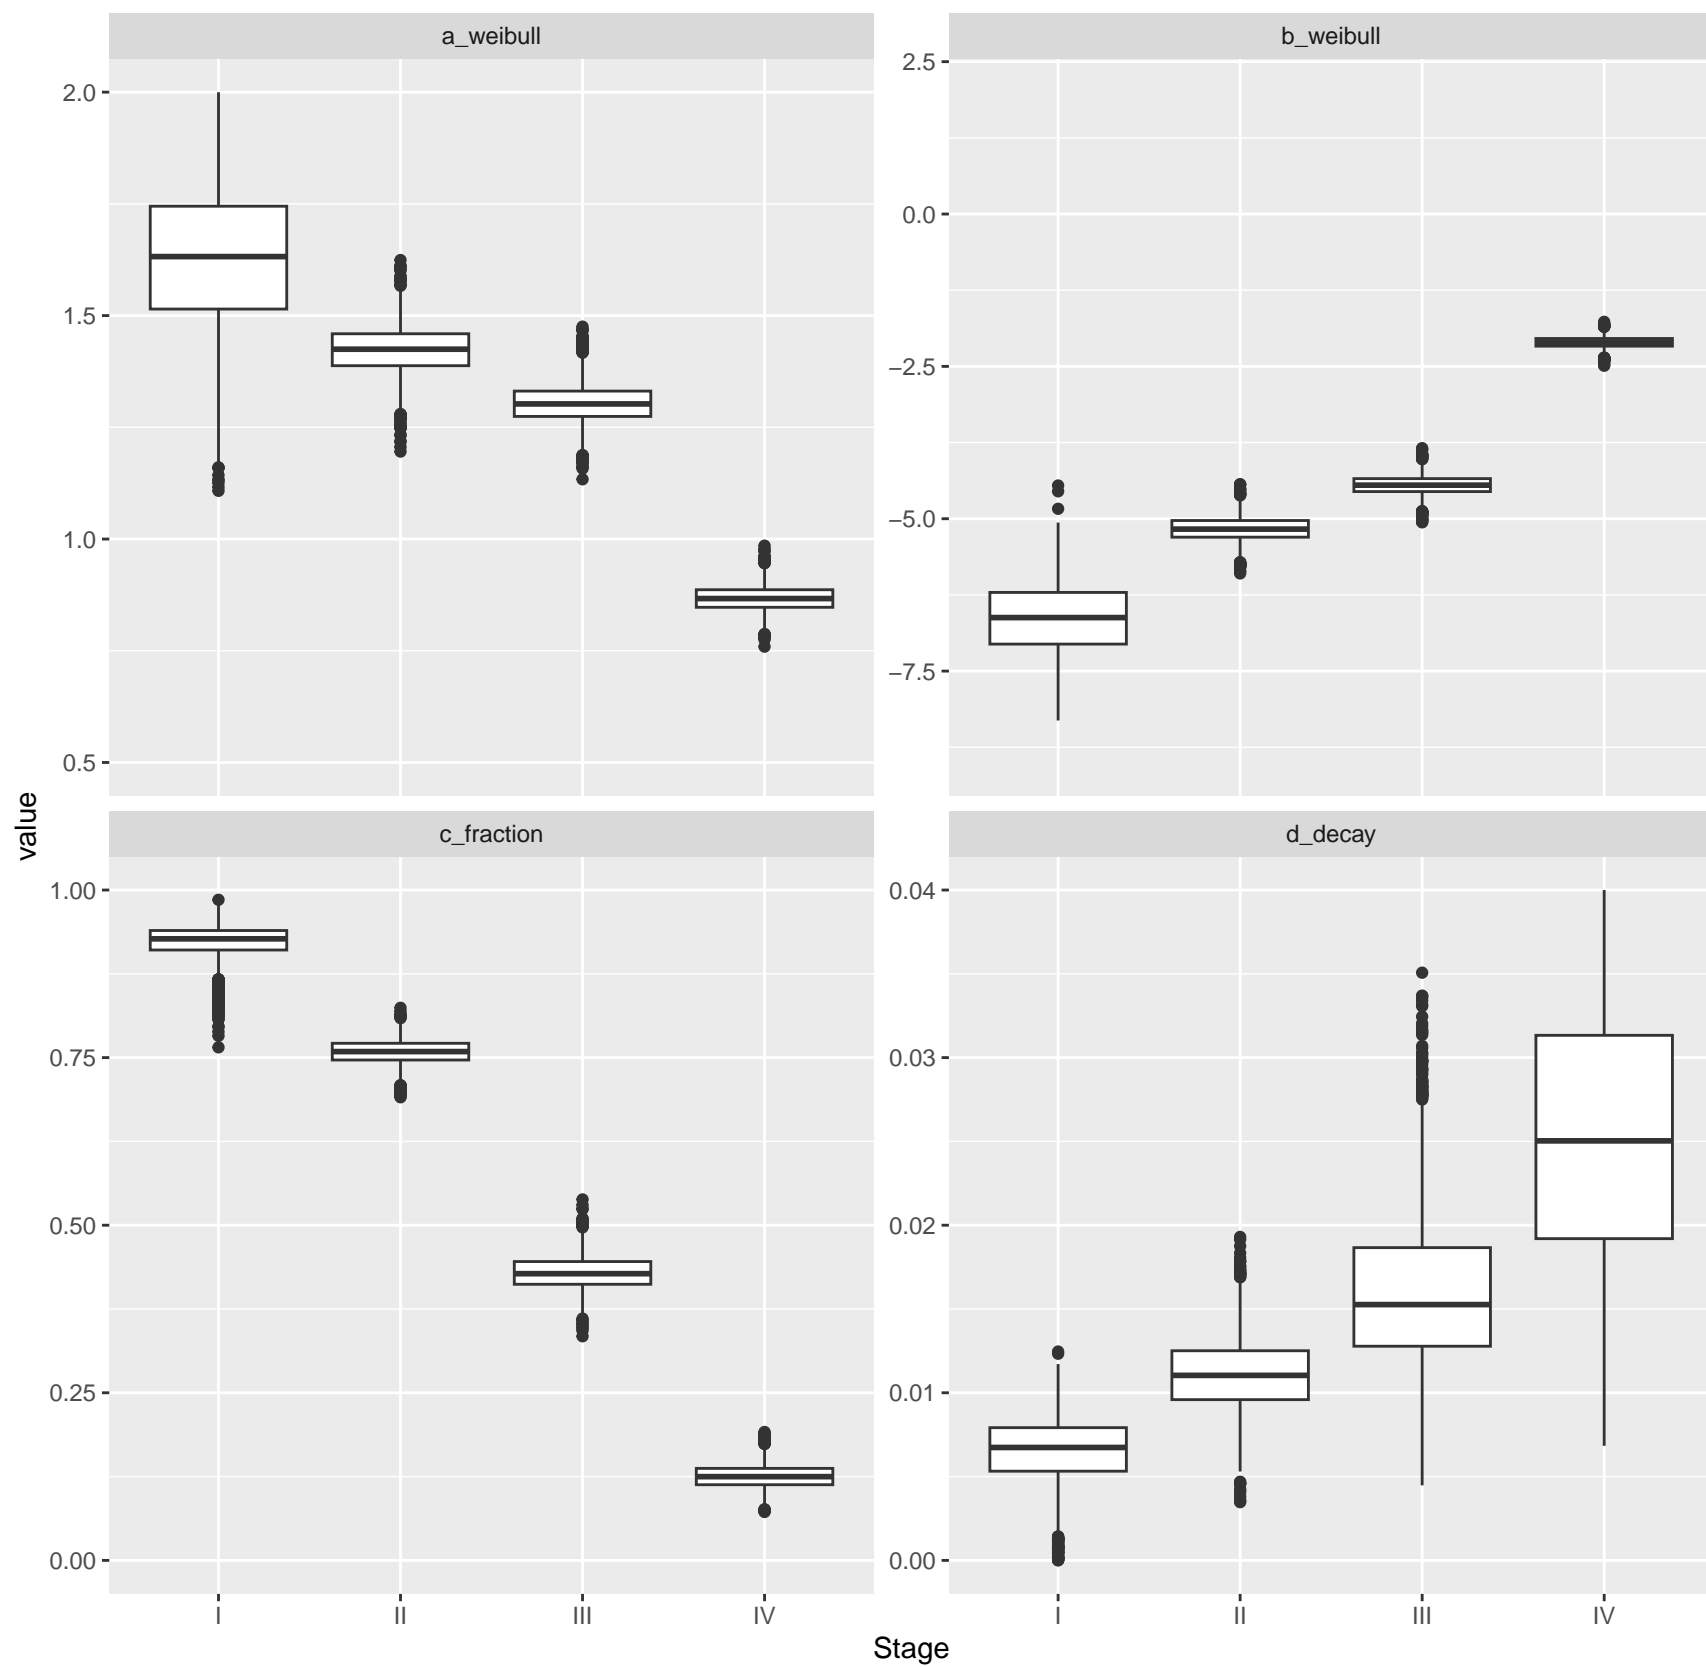 a_weibull
b_weibull
2.0
1.5
1.0
0.5
2.5
0.0
−2.5
−5.0
−7.5
value
c_fraction
d_decay
1.00
0.75
0.50
0.25
0.00
0.04
0.03
0.02
0.01
0.00
I
II
III
IV
I
II
III
IV
Stage